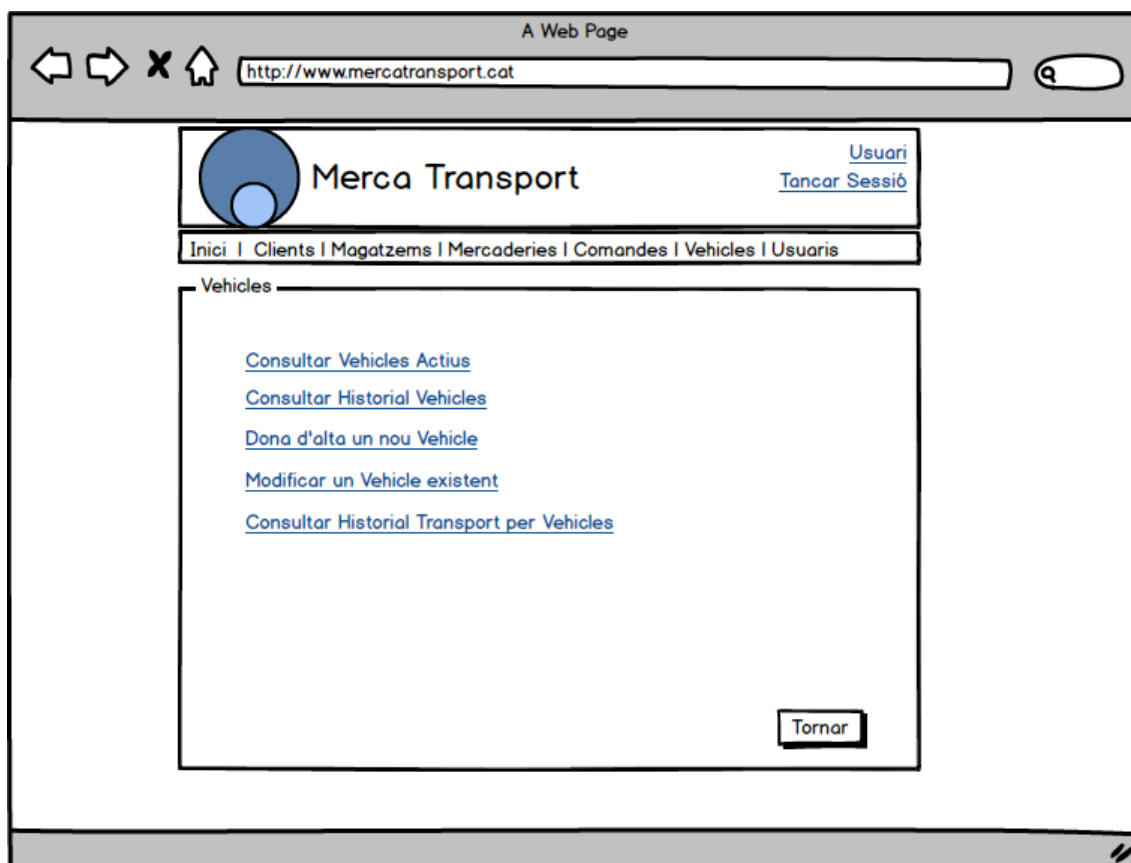 A Web Page
http://www.mercatransport.cat
Merca Transport
Usuari
Tancar Sessió
Inici | Clients | Magatzems | Mercaderies | Comandes | Vehicles | Usuaris
Vehicles
Consultar Vehicles Actius
Consultar Historial Vehicles
Dona d'alta un nou Vehicle
Modificar un Vehicle existent
Consultar Historial Transport per Vehicles
Tornar